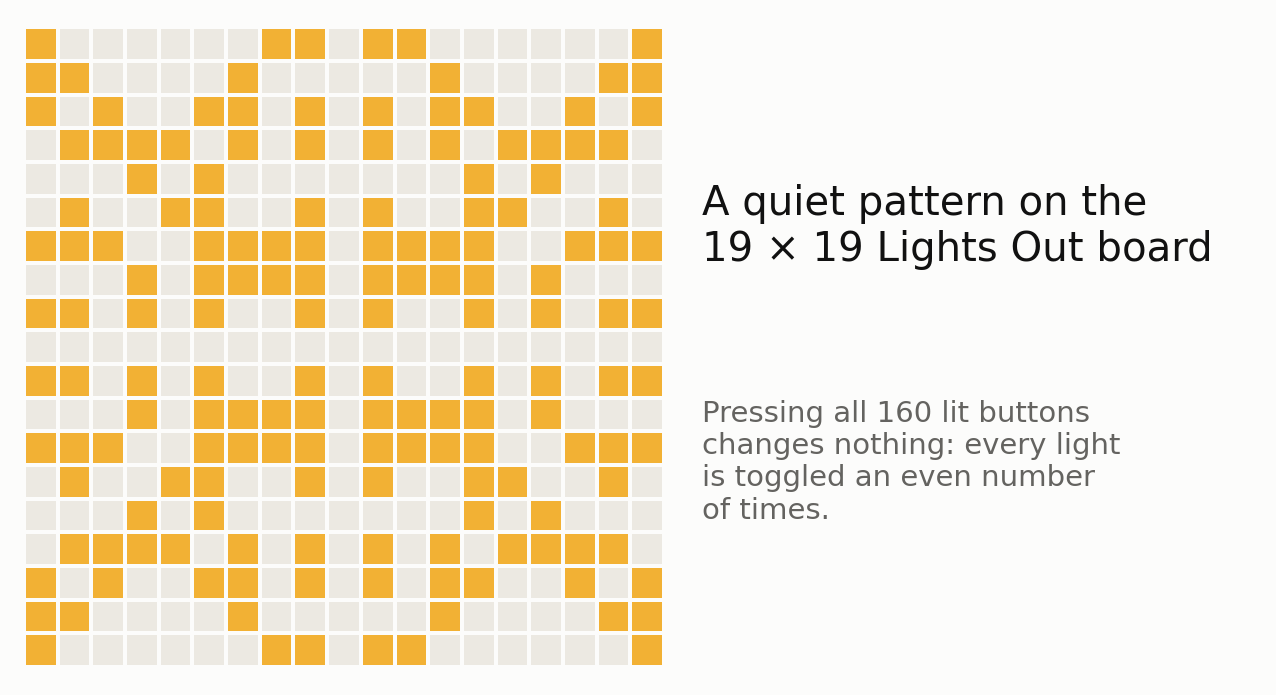 A quiet pattern on the
19 × 19 Lights Out board
Pressing all 160 lit buttons
changes nothing: every light
is toggled an even number
of times.